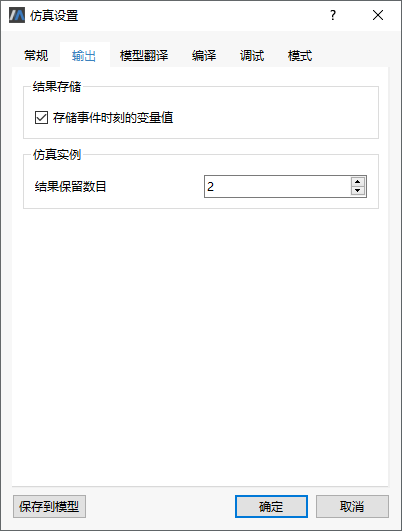 仿真设置
常规 输出 模型翻译 编译 调试 模式
结果存储
存储事件时刻的变量值
仿真实例
结果保留数目 2
保存到模型 确定 取消